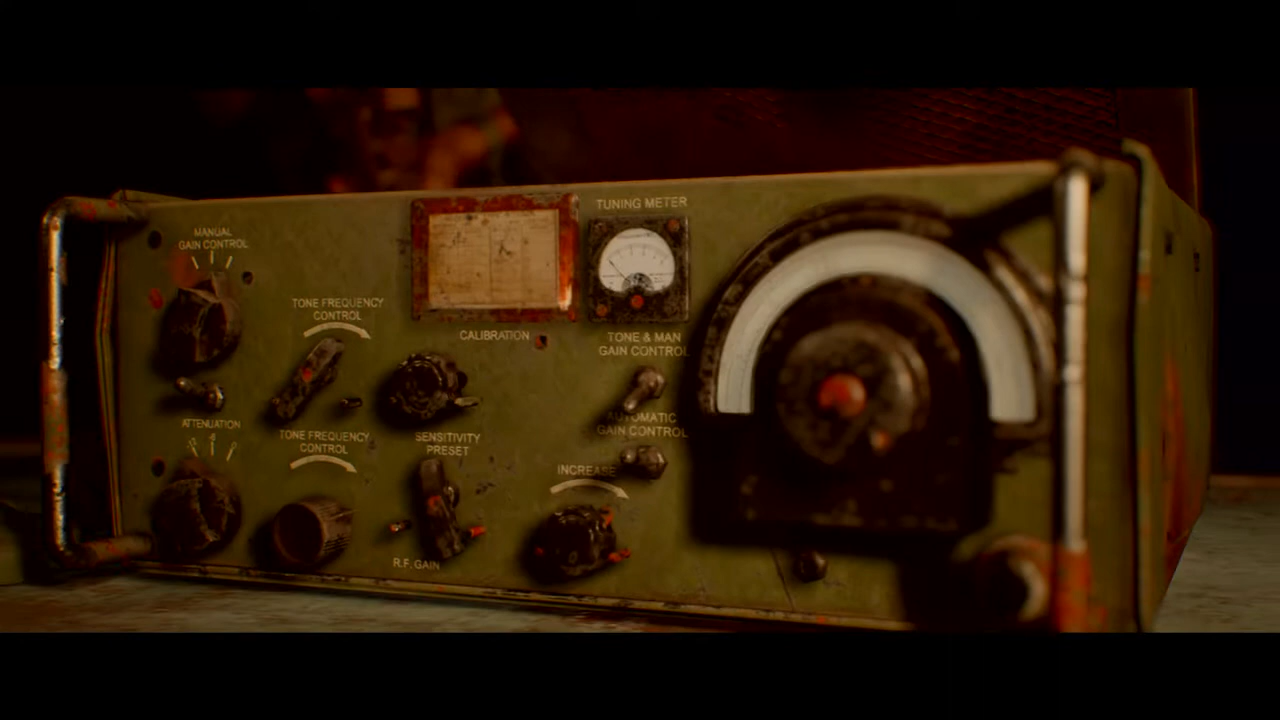 MANUAL
GAIN CONTROL
TONE FREQUENCY
CONTROL
CALIBRATION
TUNING METER
TONE & MAN
GAIN CONTROL
AUTOMATIC
GAIN CONTROL
ATTENUATION
TONE FREQUENCY
CONTROL
SENSITIVITY
PRESET
R.F. GAIN
INCREASE